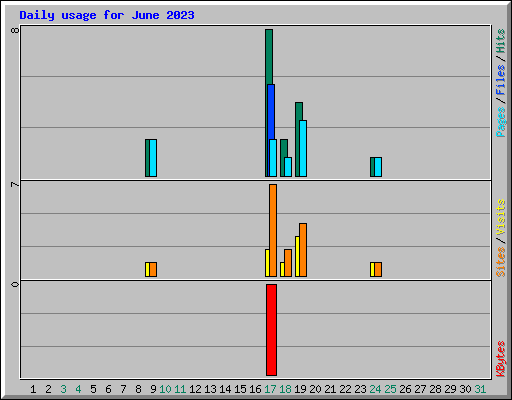 Daily usage for June 2023
8
7
0
Pages / Files / Hits
Sites / Visits
KBytes
1 2 3 4 5 6 7 8 9 10 11 12 13 14 15 16 17 18 19 20 21 22 23 24 25 26 27 28 29 30 31